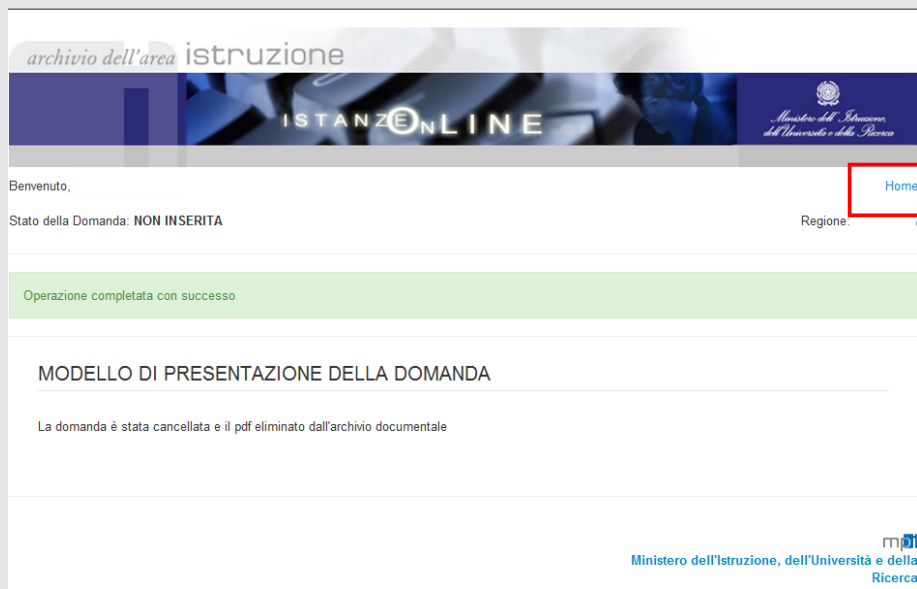 archivio dell'area istruzione
ISTANZE ONLINE
Ministero dell'Istruzione,
dell'Università e della Ricerca
Benvenuto,
Home
Stato della Domanda: NON INSERITA
Regione:
Operazione completata con successo
MODELLO DI PRESENTAZIONE DELLA DOMANDA
La domanda è stata cancellata e il pdf eliminato dall'archivio documentale
Ministero dell'Istruzione, dell'Università e della
Ricerca